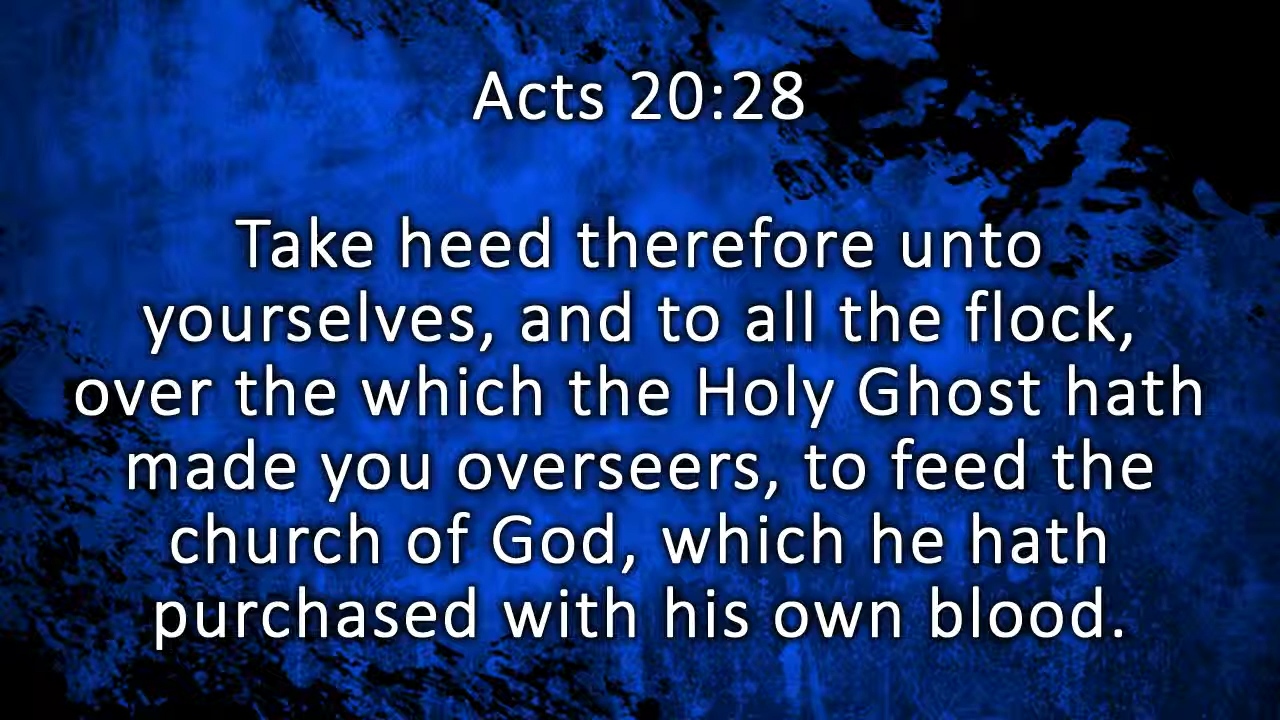 Acts 20:28
Take heed therefore unto
yourselves, and to all the flock,
over the which the Holy Ghost hath
made you overseers, to feed the
church of God, which he hath
purchased with his own blood.